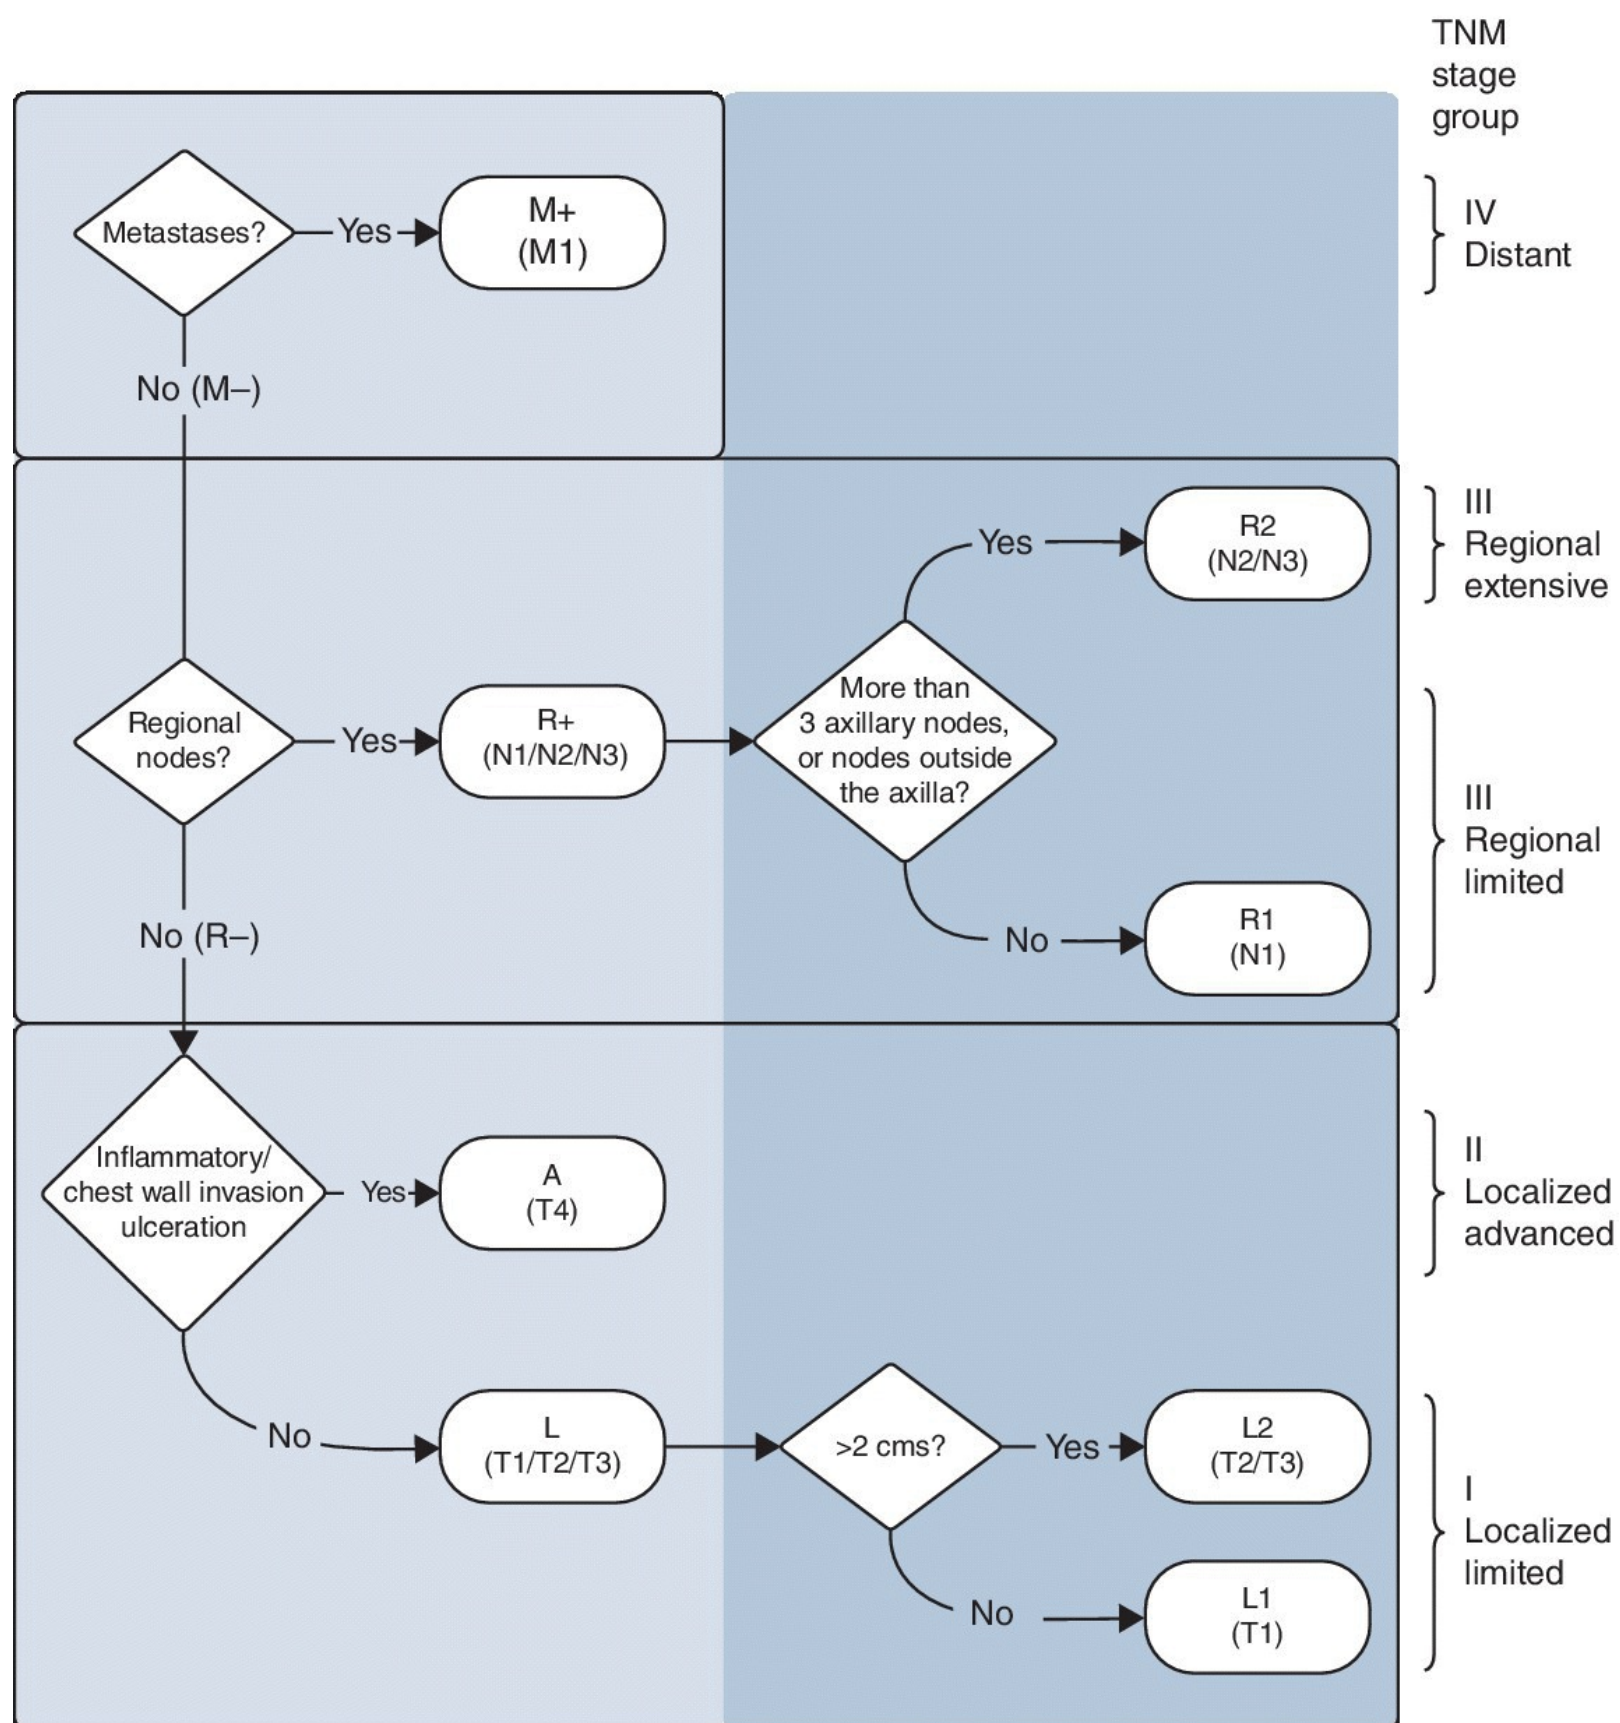 TNM
stage
group
Metastases?
Yes
M+
(M1)
IV
Distant
No (M–)
Yes
R2
(N2/N3)
III
Regional
extensive
Regional
nodes?
Yes
R+
(N1/N2/N3)
More than
3 axillary nodes,
or nodes outside
the axilla?
III
Regional
limited
No (R–)
No
R1
(N1)
Inflammatory/
chest wall invasion
ulceration
Yes
A
(T4)
II
Localized
advanced
No
L
(T1/T2/T3)
>2 cms?
Yes
L2
(T2/T3)
I
Localized
limited
No
L1
(T1)